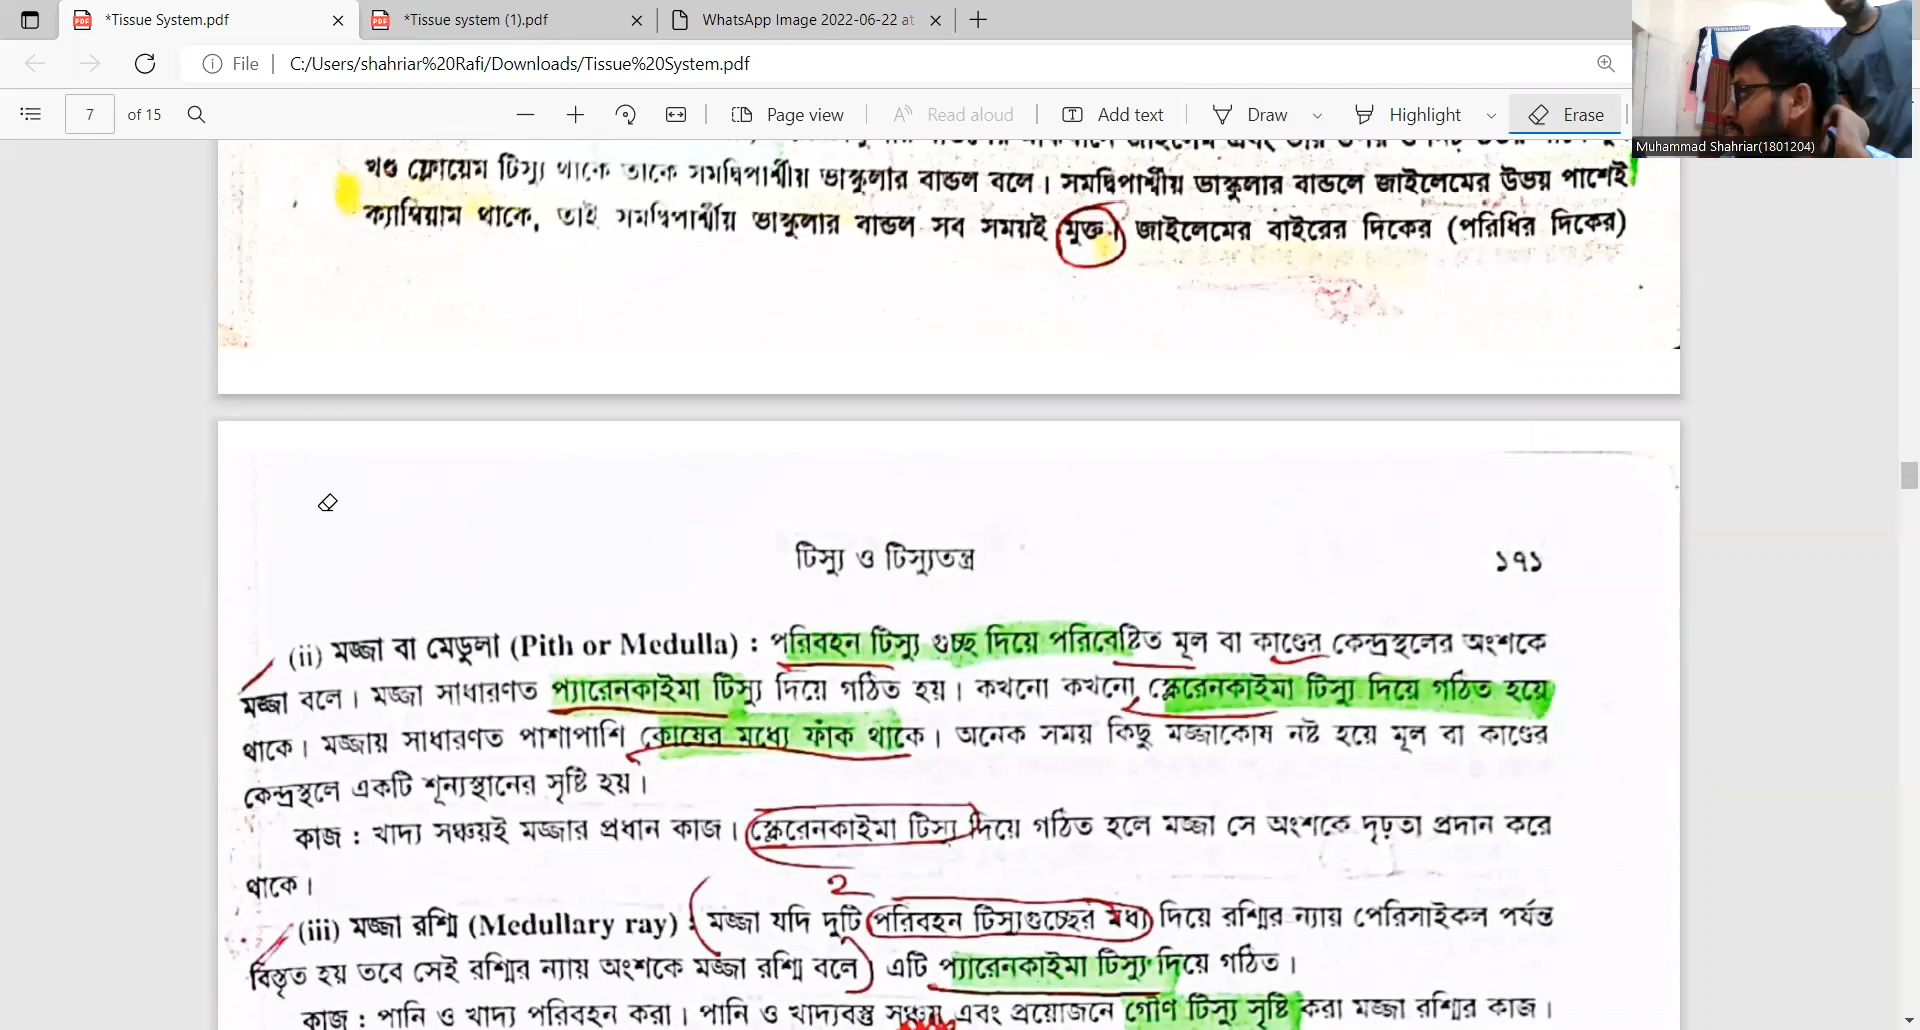 *Tissue System.pdf
*Tissue system (1).pdf
WhatsApp Image 2022-06-22 at
File
C:/Users/shahriar%20Rafi/Downloads/Tissue%20System.pdf
7 of 15
Page view
Read aloud
Add text
Draw
Highlight
Erase
Muhammad Shahriar(1801204)
খণ্ড ফ্লোয়েম টিস্যু থাকে তাকে সমদ্বিপার্শ্বীয় ভাস্কুলার বান্ডল বলে। সমদ্বিপার্শ্বীয় ভাস্কুলার বান্ডলে জাইলেমের উভয় পাশেই
ক্যাম্বিয়াম থাকে, তাই সমদ্বিপার্শ্বীয় ভাস্কুলার বান্ডল সব সময়ই মুক্ত। জাইলেমের বাইরের দিকের (পরিধির দিকের)
টিস্যু ও টিস্যুতন্ত্র
১৭১
(ii) মজ্জা বা মেডুলা (Pith or Medulla) : পরিবহন টিস্যু গুচ্ছ দিয়ে পরিবেষ্টিত মূল বা কাণ্ডের কেন্দ্রস্থলের অংশকে
মজ্জা বলে। মজ্জা সাধারণত প্যারেনকাইমা টিস্যু দিয়ে গঠিত হয়। কখনো কখনো স্ক্লেরেনকাইমা টিস্যু দিয়ে গঠিত হয়ে
থাকে। মজ্জায় সাধারণত পাশাপাশি কোষের মধ্যে ফাঁক থাকে। অনেক সময় কিছু মজ্জাকোষ নষ্ট হয়ে মূল বা কাণ্ডের
কেন্দ্রস্থলে একটি শূন্যস্থানের সৃষ্টি হয়।
কাজ : খাদ্য সঞ্চয়ই মজ্জার প্রধান কাজ। স্ক্লেরেনকাইমা টিস্যু দিয়ে গঠিত হলে মজ্জা সে অংশকে দৃঢ়তা প্রদান করে
থাকে।
2
(iii) মজ্জা রশ্মি (Medullary ray) : মজ্জা যদি দুটি পরিবহন টিস্যুগুচ্ছের মধ্য দিয়ে রশ্মির ন্যায় পেরিসাইকল পর্যন্ত
বিস্তৃত হয় তবে সেই রশ্মির ন্যায় অংশকে মজ্জা রশ্মি বলে। এটি প্যারেনকাইমা টিস্যু দিয়ে গঠিত।
কাজ : পানি ও খাদ্য পরিবহন করা। পানি ও খাদ্যবস্তু সঞ্চয় এবং প্রয়োজনে গৌণ টিস্যু সৃষ্টি করা মজ্জা রশ্মির কাজ।